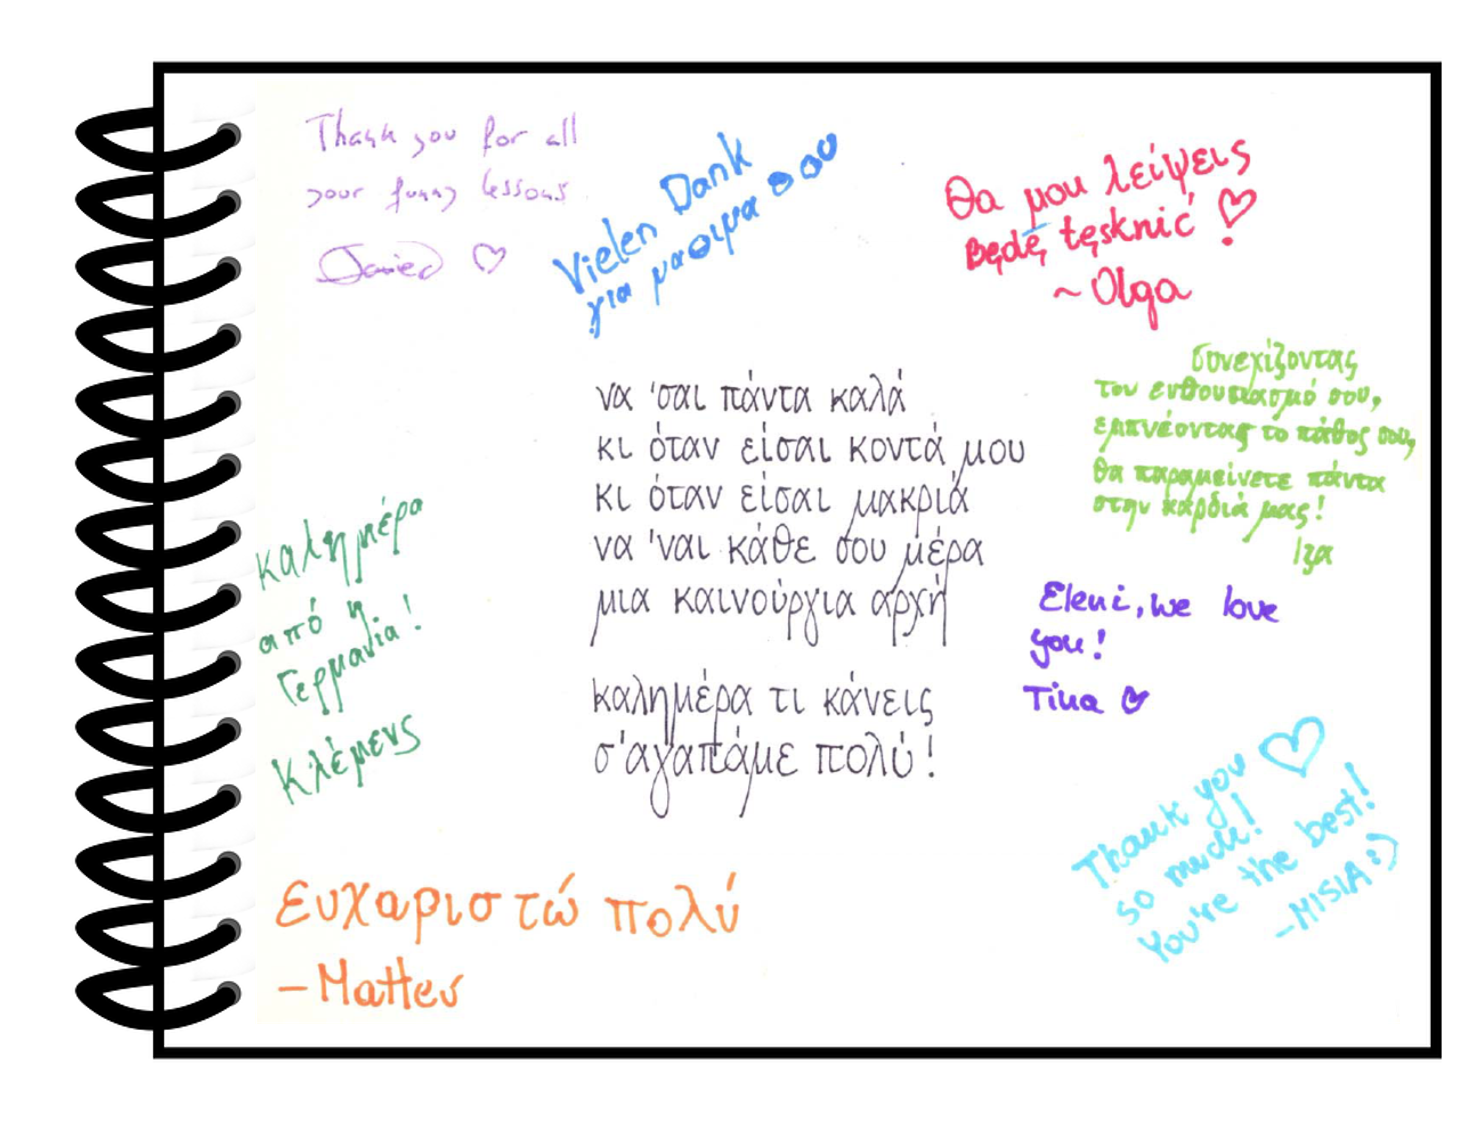 Thank you for all
your funny lessons
Vielen Dank
για μασιμα σου
Θα μου λείψεις
Będę tęsknić !
~ Olga
να 'σαι πάντα καλά
κι όταν είσαι κοντά μου
κι όταν είσαι μακριά
να 'ναι κάθε σου μέρα
μια καινούργια αρχή
καλημέρα τι κάνεις
σ'αγαπάμε πολύ!
συνεχίζοντας
τον ενθουσιασμό σου,
εμπνέοντας το πάθος σου,
θα παραμείνετε πάντα
στην καρδιά μας!
Ιζα
καλημέρα
από η
Γερμανία!
Κλέμενς
Eleni, we love
you!
Tina
Thank you
so much!
You're the best!
-MISIA :)
Ευχαριστώ πολύ
-Matteo